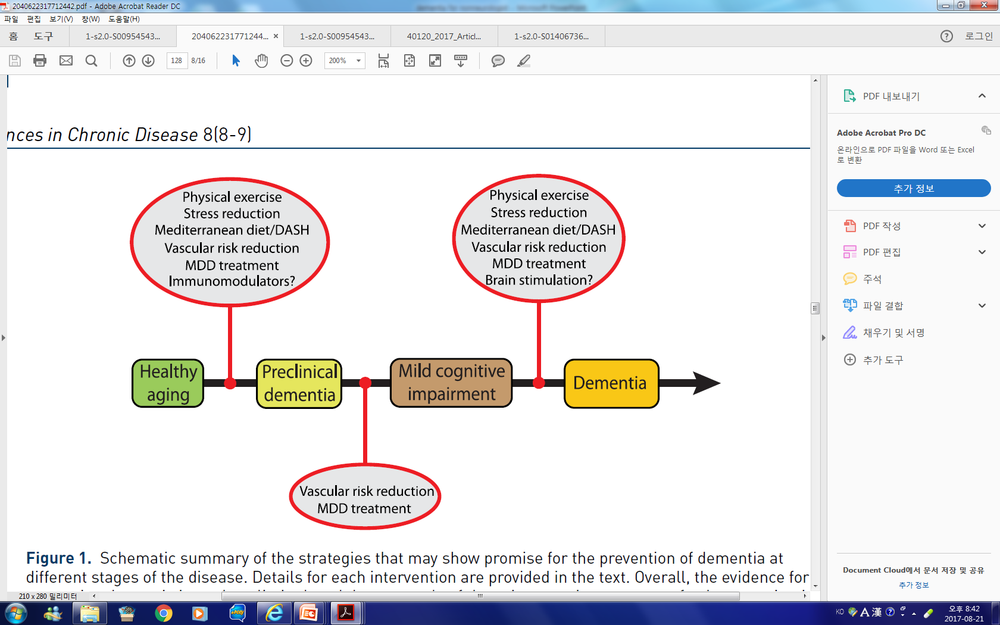 2040622317712442.pdf - Adobe Acrobat Reader DC
파일 편집 보기(V) 창(W) 도움말(H)
홈 도구 1-s2.0-S00954543... 204062231771244... × 1-s2.0-S00954543... 40120_2017_Articl... 1-s2.0-S01406736... 로그인
128 8/16 200%
nces in Chronic Disease 8(8-9)
Physical exercise
Stress reduction
Mediterranean diet/DASH
Vascular risk reduction
MDD treatment
Immunomodulators?
Physical exercise
Stress reduction
Mediterranean diet/DASH
Vascular risk reduction
MDD treatment
Brain stimulation?
Healthy
aging
Preclinical
dementia
Mild cognitive
impairment
Dementia
Vascular risk reduction
MDD treatment
Figure 1. Schematic summary of the strategies that may show promise for the prevention of dementia at
different stages of the disease. Details for each intervention are provided in the text. Overall, the evidence for
210 x 280 밀리미터
PDF 내보내기
Adobe Acrobat Pro DC
온라인으로 PDF 파일을 Word 또는 Excel
로 변환
추가 정보
PDF 작성
PDF 편집
주석
파일 결합
채우기 및 서명
추가 도구
Document Cloud에서 문서 저장 및 공유
추가 정보
KO A 漢
오후 8:42
2017-08-21